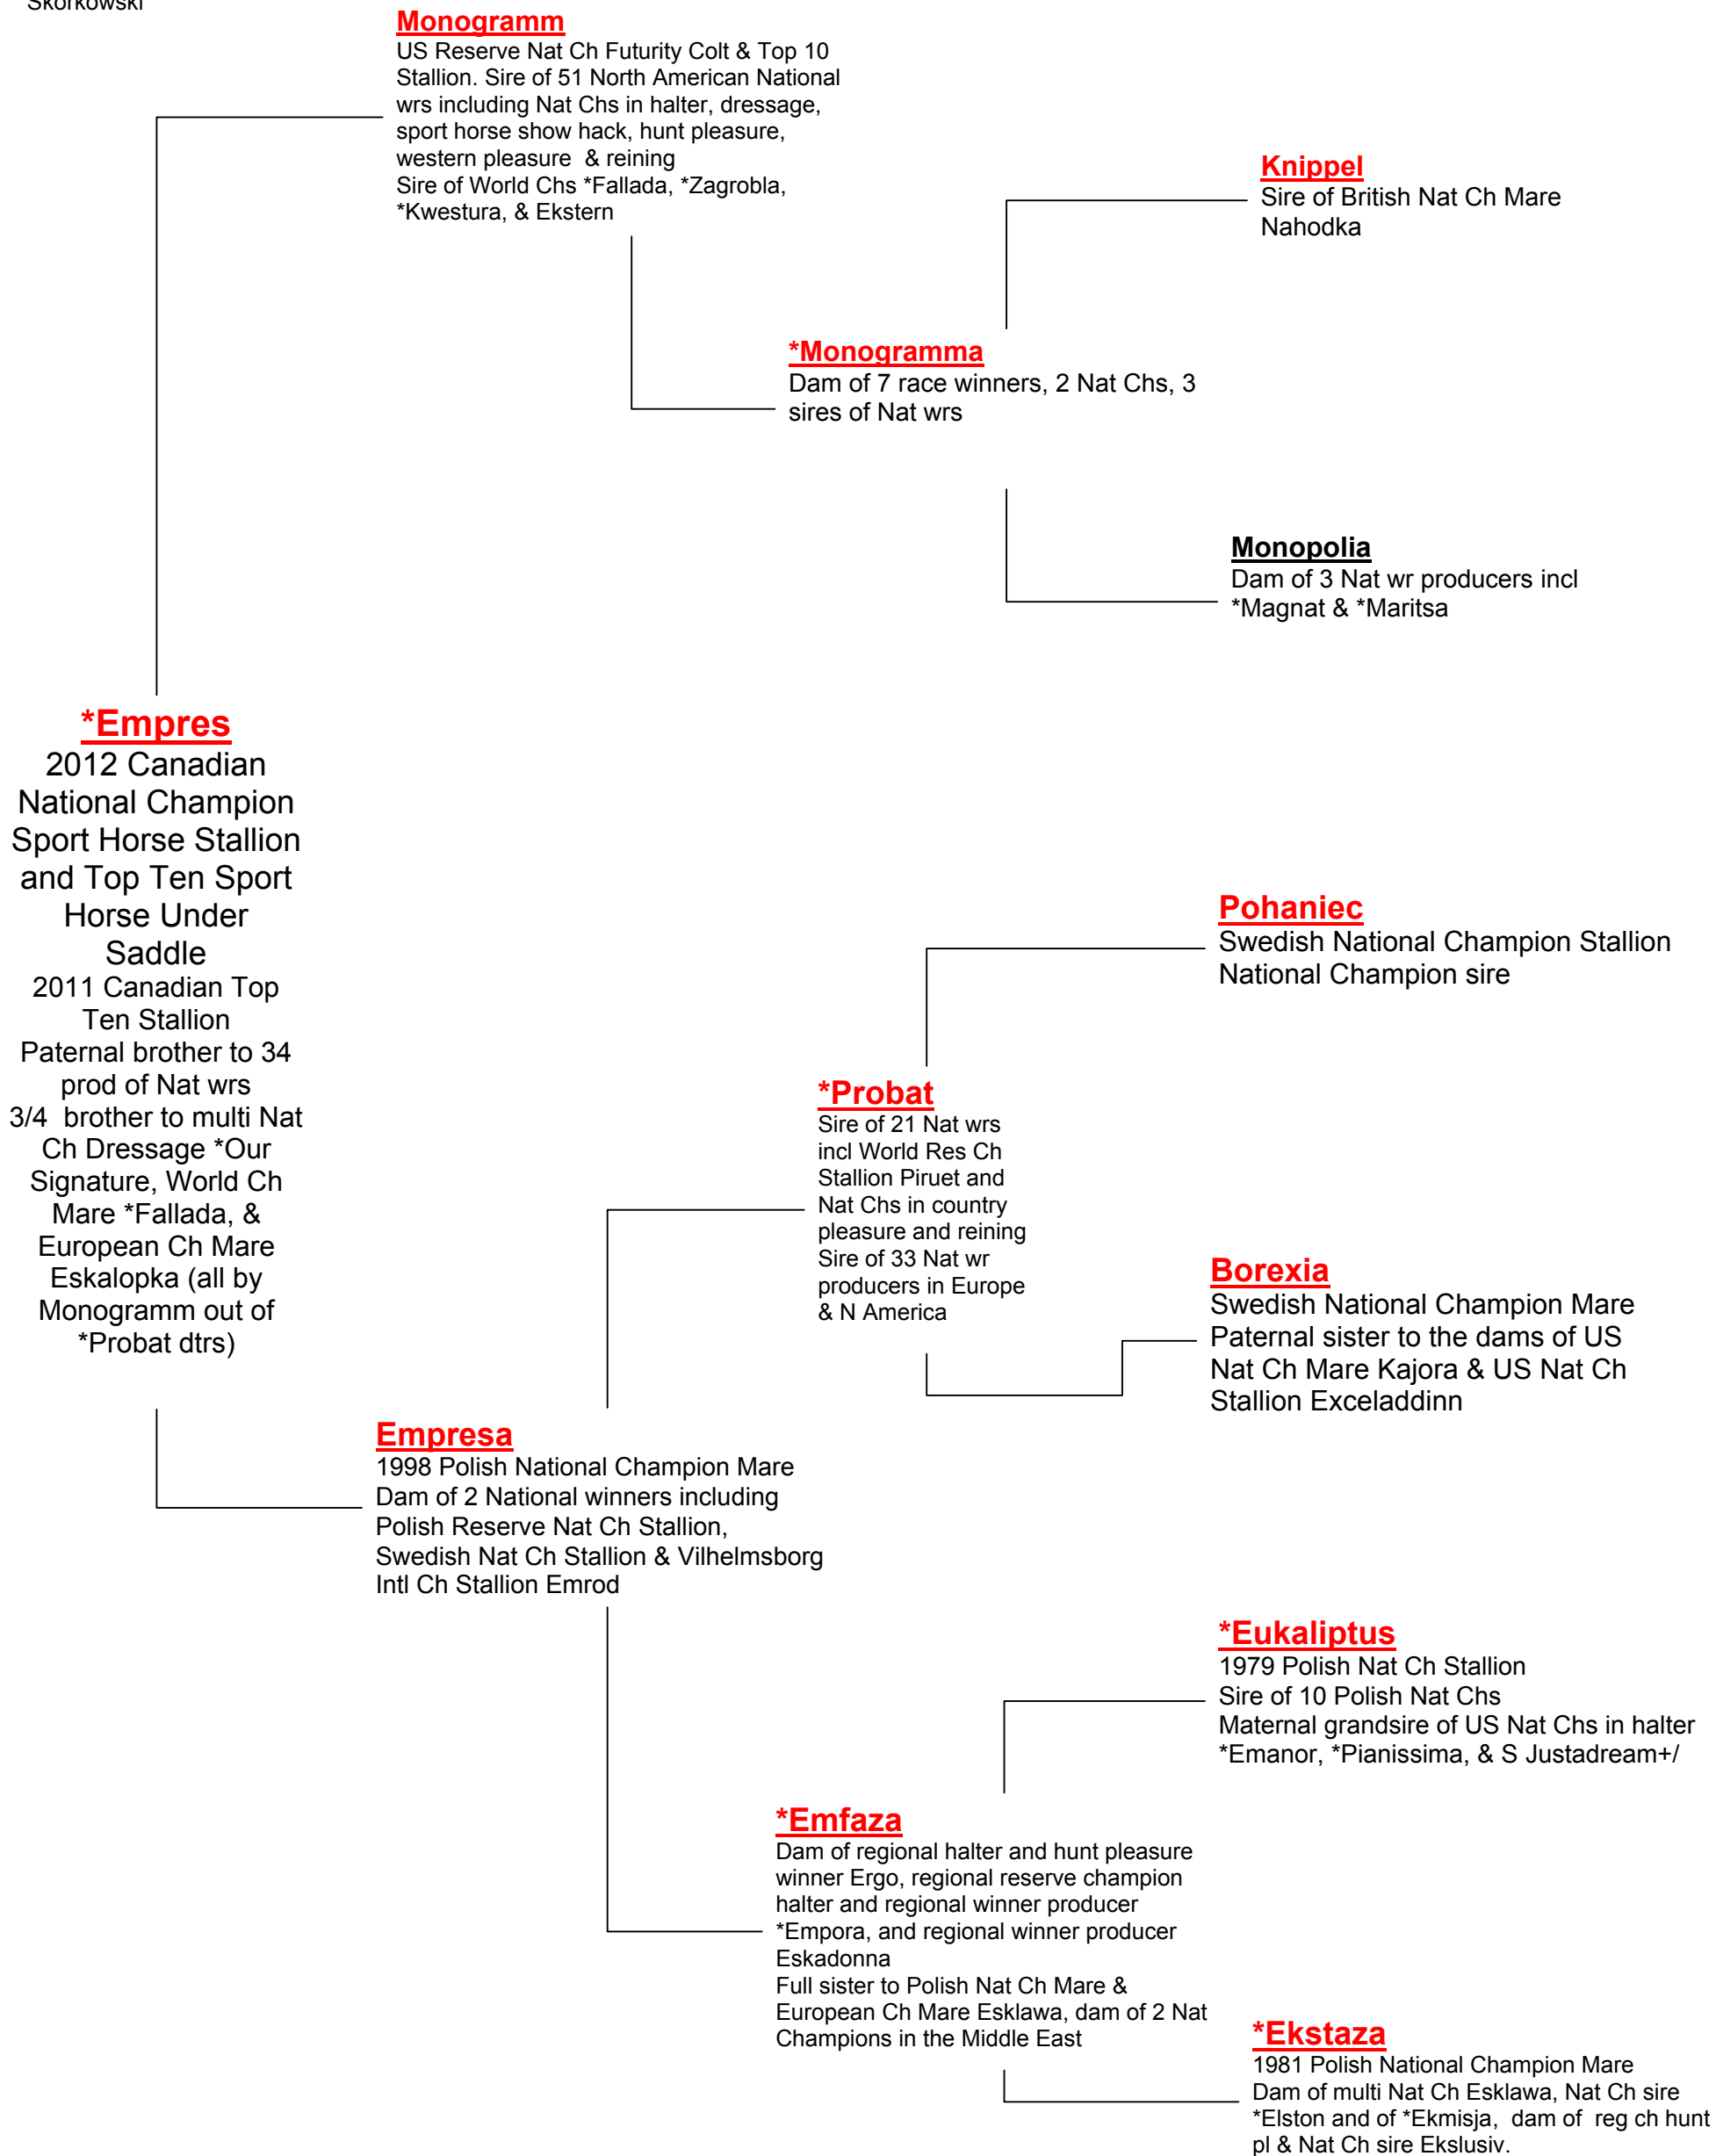 Skorkowski
Monogramm
US Reserve Nat Ch Futurity Colt & Top 10
Stallion. Sire of 51 North American National
wrs including Nat Chs in halter, dressage,
sport horse show hack, hunt pleasure,
western pleasure & reining
Sire of World Chs *Fallada, *Zagrobla,
*Kwestura, & Ekstern
Knippel
Sire of British Nat Ch Mare
Nahodka
*Monogramma
Dam of 7 race winners, 2 Nat Chs, 3
sires of Nat wrs
Monopolia
Dam of 3 Nat wr producers incl
*Magnat & *Maritsa
*Empres
2012 Canadian
National Champion
Sport Horse Stallion
and Top Ten Sport
Horse Under
Saddle
2011 Canadian Top
Ten Stallion
Paternal brother to 34
prod of Nat wrs
3/4 brother to multi Nat
Ch Dressage *Our
Signature, World Ch
Mare *Fallada, &
European Ch Mare
Eskalopka (all by
Monogramm out of
*Probat dtrs)
Pohaniec
Swedish National Champion Stallion
National Champion sire
*Probat
Sire of 21 Nat wrs
incl World Res Ch
Stallion Piruet and
Nat Chs in country
pleasure and reining
Sire of 33 Nat wr
producers in Europe
& N America
Borexia
Swedish National Champion Mare
Paternal sister to the dams of US
Nat Ch Mare Kajora & US Nat Ch
Stallion Exceladdinn
Empresa
1998 Polish National Champion Mare
Dam of 2 National winners including
Polish Reserve Nat Ch Stallion,
Swedish Nat Ch Stallion & Vilhelmsborg
Intl Ch Stallion Emrod
*Eukaliptus
1979 Polish Nat Ch Stallion
Sire of 10 Polish Nat Chs
Maternal grandsire of US Nat Chs in halter
*Emanor, *Pianissima, & S Justadream+/
*Emfaza
Dam of regional halter and hunt pleasure
winner Ergo, regional reserve champion
halter and regional winner producer
*Empora, and regional winner producer
Eskadonna
Full sister to Polish Nat Ch Mare &
European Ch Mare Esklawa, dam of 2 Nat
Champions in the Middle East
*Ekstaza
1981 Polish National Champion Mare
Dam of multi Nat Ch Esklawa, Nat Ch sire
*Elston and of *Ekmisja, dam of reg ch hunt
pl & Nat Ch sire Ekslusiv.